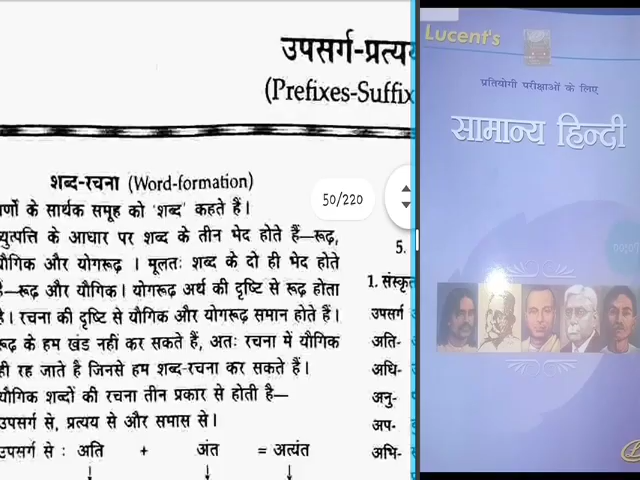 उपसर्ग-प्रत्यय
(Prefixes-Suffix
शब्द-रचना (Word-formation)
के सार्थक समूह को 'शब्द' कहते हैं।
के आधार पर शब्द के तीन भेद होते हैं—रूढ़,
यौगिक और योगरूढ़ । मूलतः शब्द के दो ही भेद होते
हैं—रूढ़ और यौगिक। योगरूढ़ अर्थ की दृष्टि से रूढ़ होता
है। रचना की दृष्टि से यौगिक और योगरूढ़ समान होते हैं।
रूढ़ के हम खंड नहीं कर सकते हैं, अतः रचना में यौगिक
ही रह जाते हैं जिनसे हम शब्द-रचना कर सकते हैं।
यौगिक शब्दों की रचना तीन प्रकार से होती है—
उपसर्ग से, प्रत्यय से और समास से।
उपसर्ग से : अति + अंत = अत्यंत
50/220
5.
1. संस्कृत
उपसर्ग
अति-
अधि-
अनु-
अप-
अभि-
Lucent's
प्रतियोगी परीक्षाओं के लिए
सामान्य हिन्दी